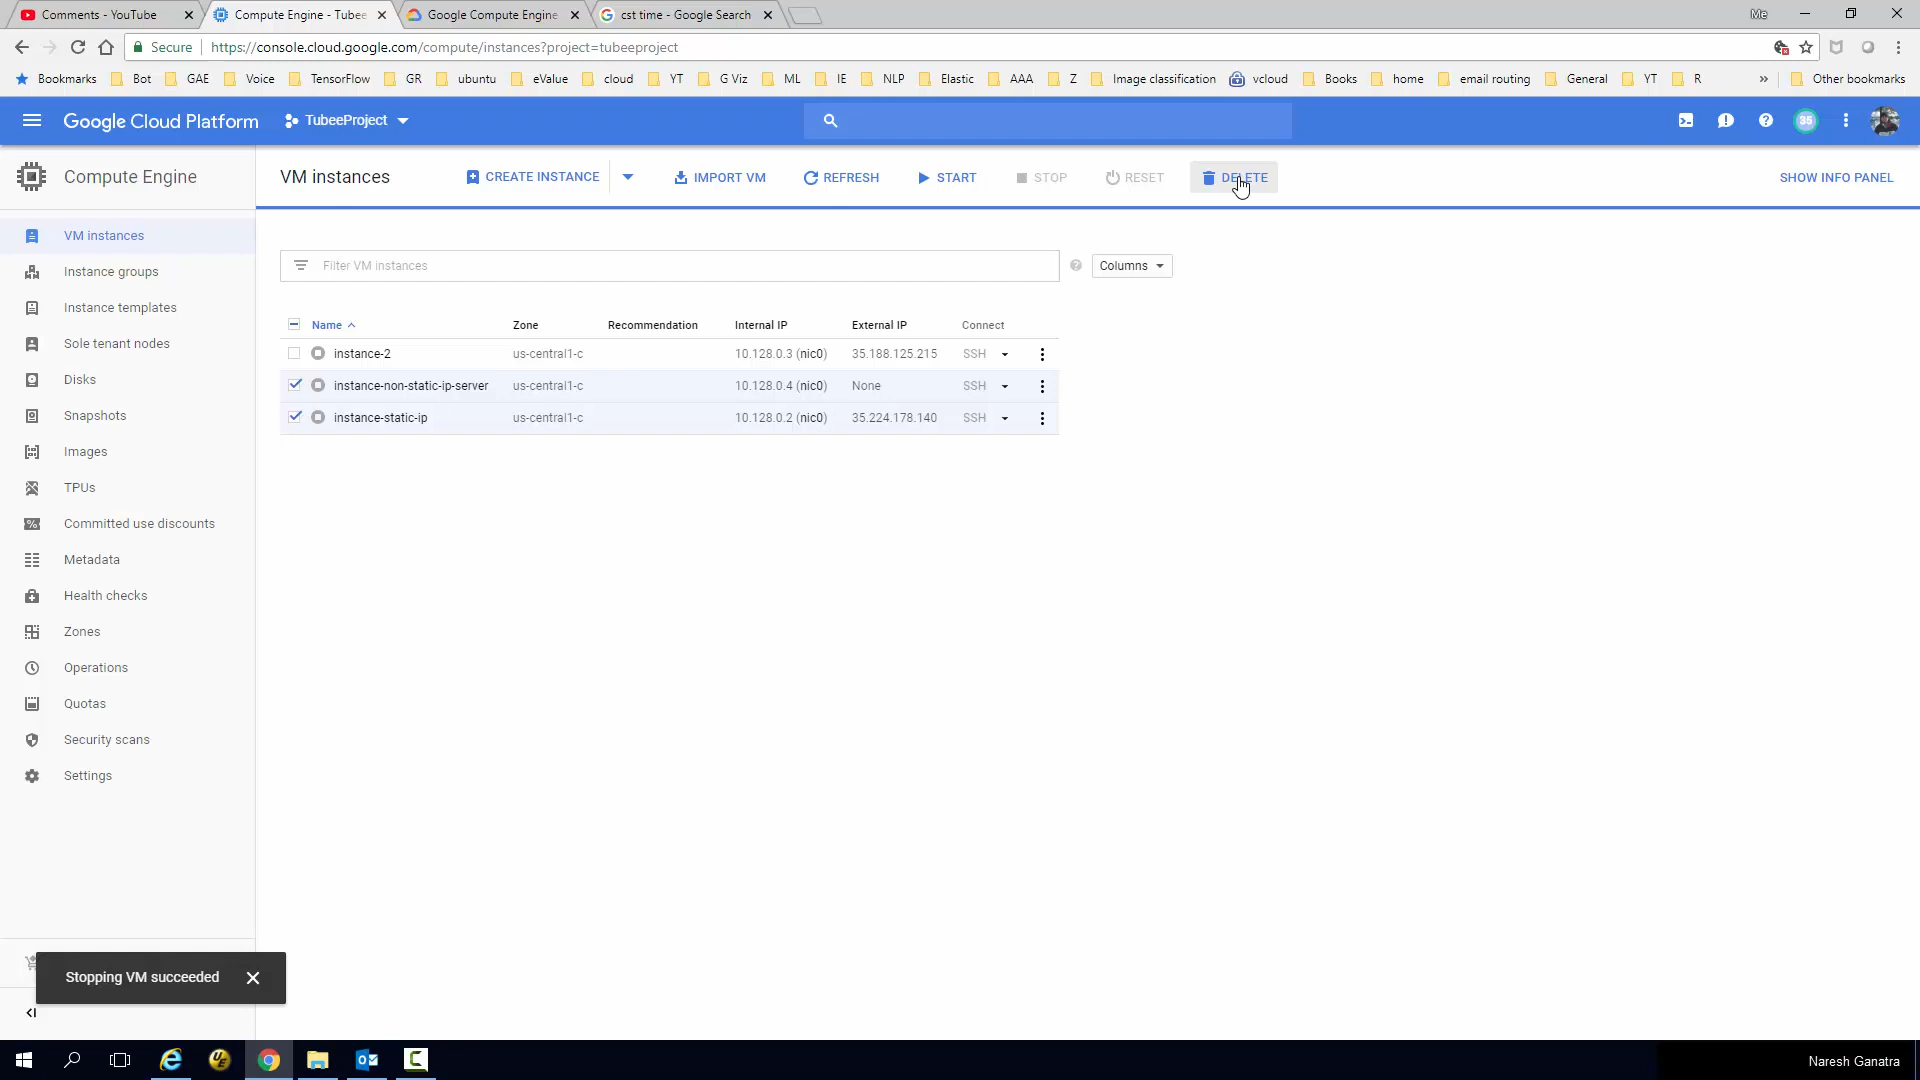 Comments - YouTube
Compute Engine - Tubee
Google Compute Engine
cst time - Google Search
Me
Secure
https://console.cloud.google.com/compute/instances?project=tubeeproject
Bookmarks Bot GAE Voice TensorFlow GR ubuntu eValue cloud YT G Viz ML IE NLP Elastic AAA Z Image classification vcloud Books home email routing General YT R » Other bookmarks
Google Cloud Platform
TubeeProject
35
Compute Engine
VM instances
CREATE INSTANCE
IMPORT VM
REFRESH
START
STOP
RESET
DELETE
SHOW INFO PANEL
VM instances
Instance groups
Instance templates
Sole tenant nodes
Disks
Snapshots
Images
TPUs
Committed use discounts
Metadata
Health checks
Zones
Operations
Quotas
Security scans
Settings
Filter VM instances
Columns
Name Zone Recommendation Internal IP External IP Connect
instance-2 us-central1-c 10.128.0.3 (nic0) 35.188.125.215 SSH
instance-non-static-ip-server us-central1-c 10.128.0.4 (nic0) None SSH
instance-static-ip us-central1-c 10.128.0.2 (nic0) 35.224.178.140 SSH
Stopping VM succeeded
Naresh Ganatra